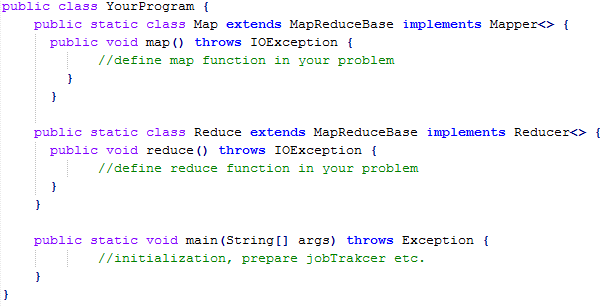 public class YourProgram {
public static class Map extends MapReduceBase implements Mapper<> {
public void map() throws IOException {
//define map function in your problem
}
}
public static class Reduce extends MapReduceBase implements Reducer<> {
public void reduce() throws IOException {
//define reduce function in your problem
}
}
public static void main(String[] args) throws Exception {
//initialization, prepare jobTrakcer etc.
}
}